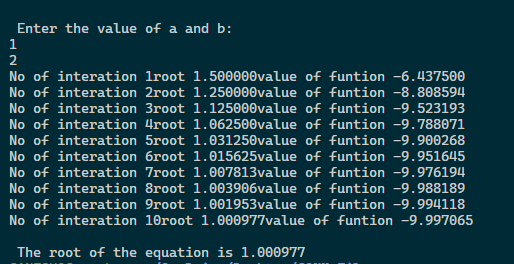 Enter the value of a and b:
1
2
No of interation 1root 1.500000value of funtion -6.437500
No of interation 2root 1.250000value of funtion -8.808594
No of interation 3root 1.125000value of funtion -9.523193
No of interation 4root 1.062500value of funtion -9.788071
No of interation 5root 1.031250value of funtion -9.900268
No of interation 6root 1.015625value of funtion -9.951645
No of interation 7root 1.007813value of funtion -9.976194
No of interation 8root 1.003906value of funtion -9.988189
No of interation 9root 1.001953value of funtion -9.994118
No of interation 10root 1.000977value of funtion -9.997065
The root of the equation is 1.000977